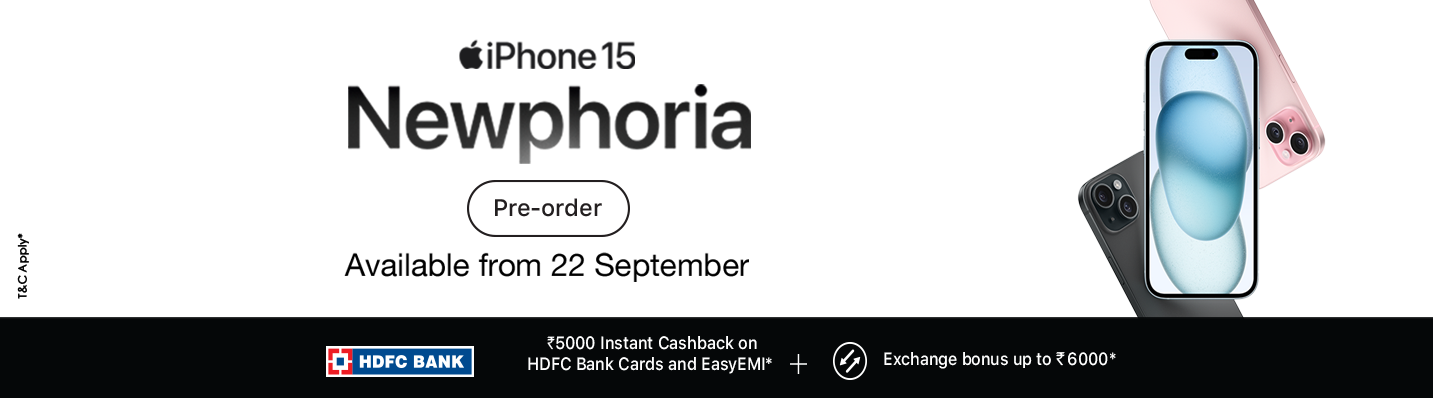 iPhone 15
Newphoria
Pre-order
Available from 22 September
T&C Apply*
HDFC BANK
₹5000 Instant Cashback on
HDFC Bank Cards and EasyEMI*
+
Exchange bonus up to ₹6000*